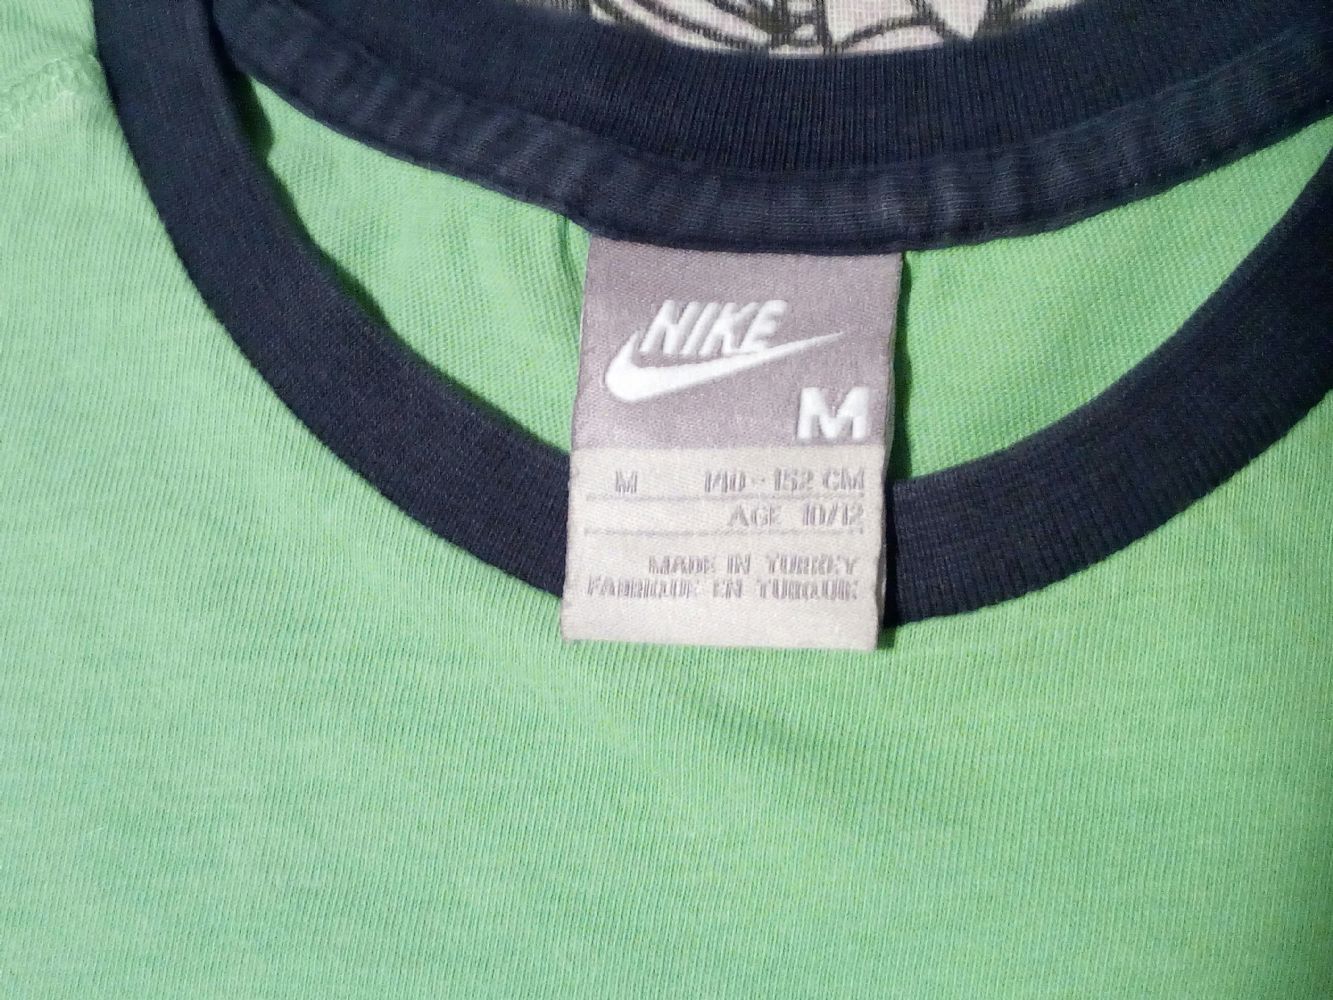 NIKE
M
M 140 - 152 CM
AGE 10/12
MADE IN TURKEY
FABRIQUE EN TURQUIE